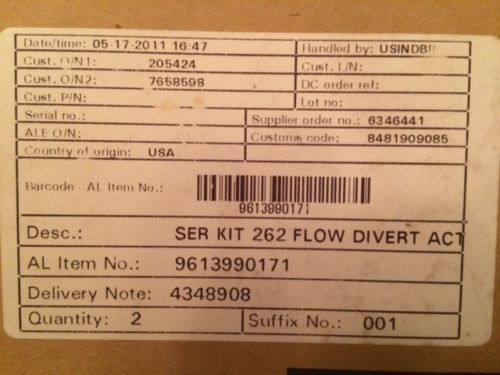 Date/time: 05-17-2011 16:47 Handled by: USINDBR
Cust. O/N1: 205424 Cust. L/N:
Cust. O/N2: 7658598 DC order ref:
Cust. P/N: Lot no:
Serial no.: Supplier order no.: 6346441
ALE O/N: Customs code: 8481909085
Country of origin: USA
Barcode - AL Item No.:
9613990171
Desc.: SER KIT 262 FLOW DIVERT ACT
AL Item No.: 9613990171
Delivery Note: 4348908
Quantity: 2 Suffix No.: 001